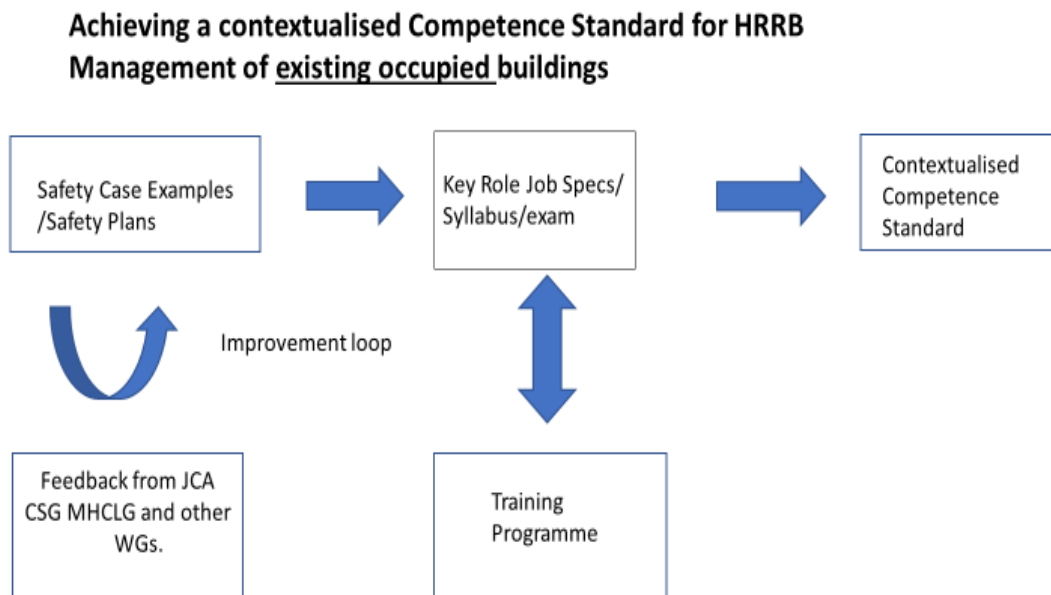 Achieving a contextualised Competence Standard for HRRB
Management of existing occupied buildings
Safety Case Examples
/Safety Plans
Key Role Job Specs/
Syllabus/exam
Contextualised
Competence
Standard
Improvement loop
Feedback from JCA
CSG MHCLG and other
WGs.
Training
Programme